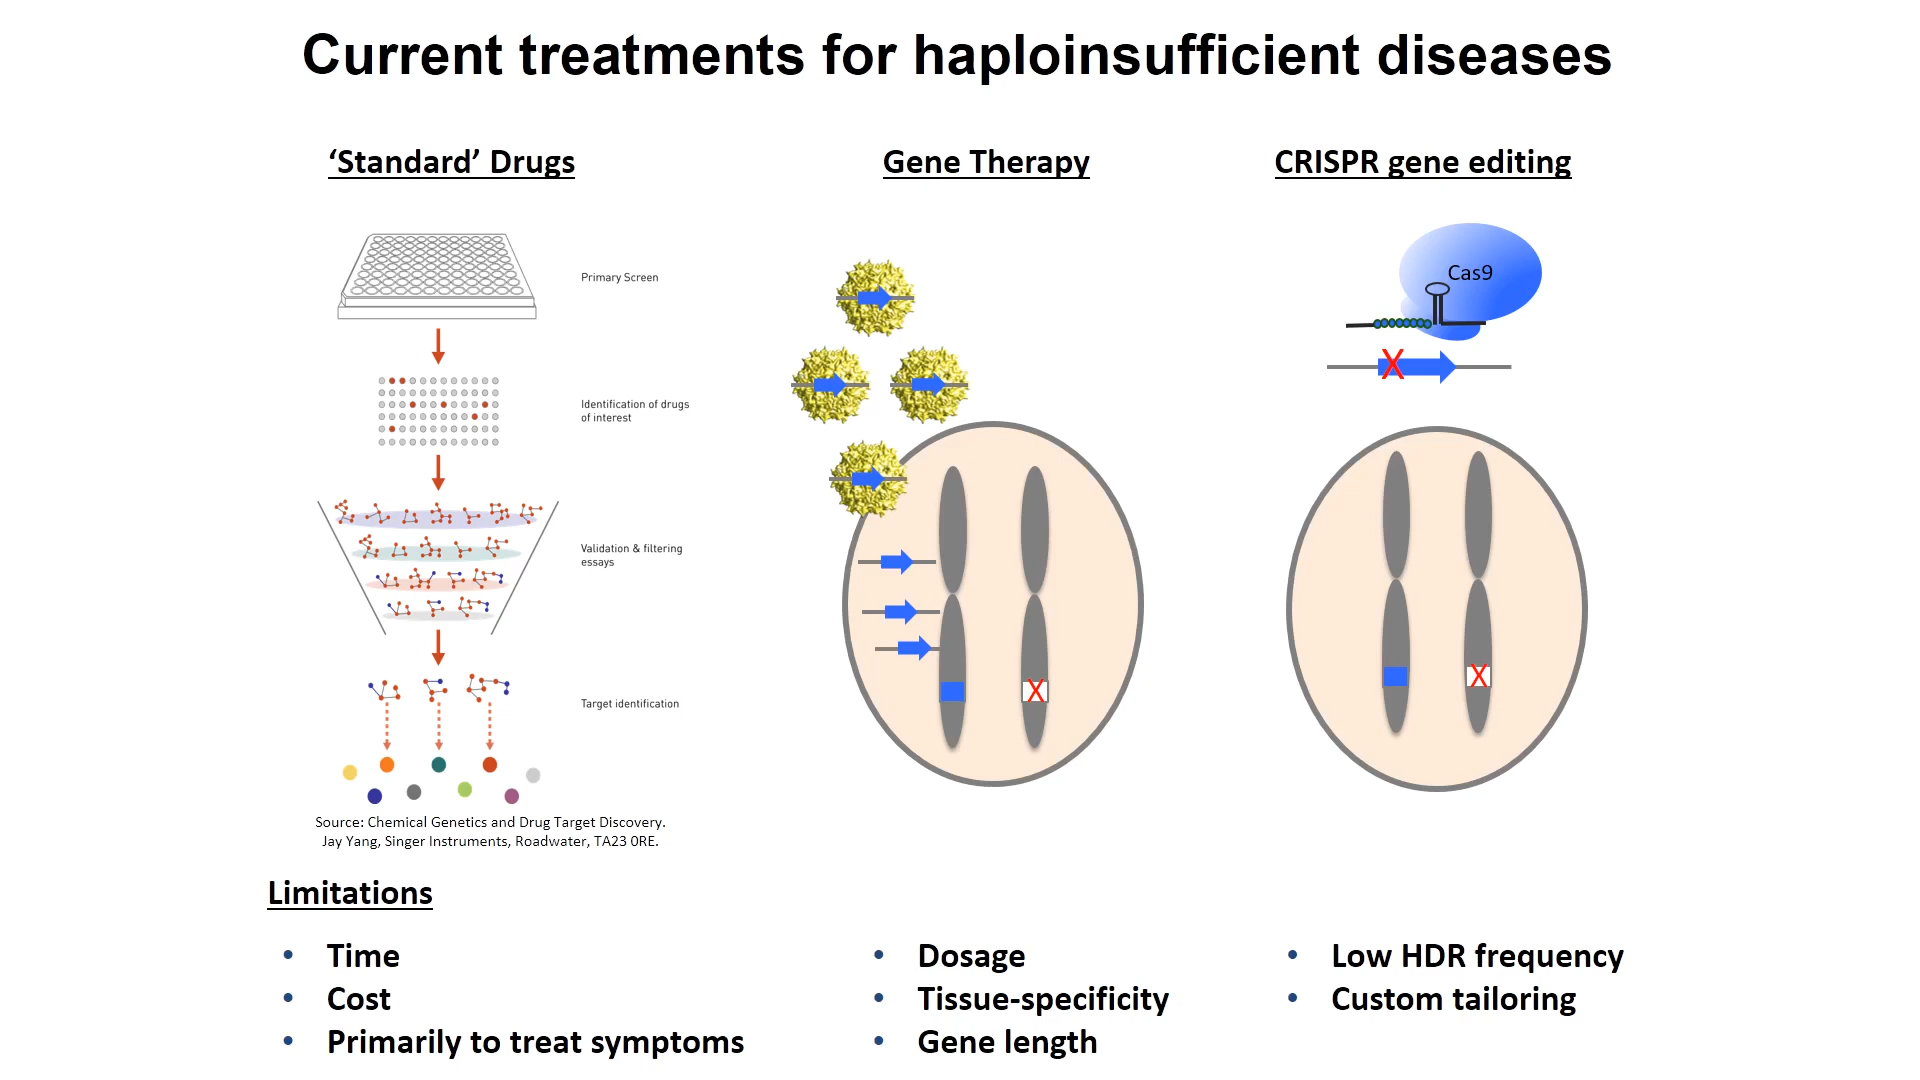 Current treatments for haploinsufficient diseases
‘Standard’ Drugs
Primary Screen
Identification of drugs
of interest
Validation & filtering
essays
Target identification
Source: Chemical Genetics and Drug Target Discovery.
Jay Yang, Singer Instruments, Roadwater, TA23 0RE.
Gene Therapy
X
CRISPR gene editing
Cas9
X
X
Limitations
• Time
• Cost
• Primarily to treat symptoms
• Dosage
• Tissue-specificity
• Gene length
• Low HDR frequency
• Custom tailoring